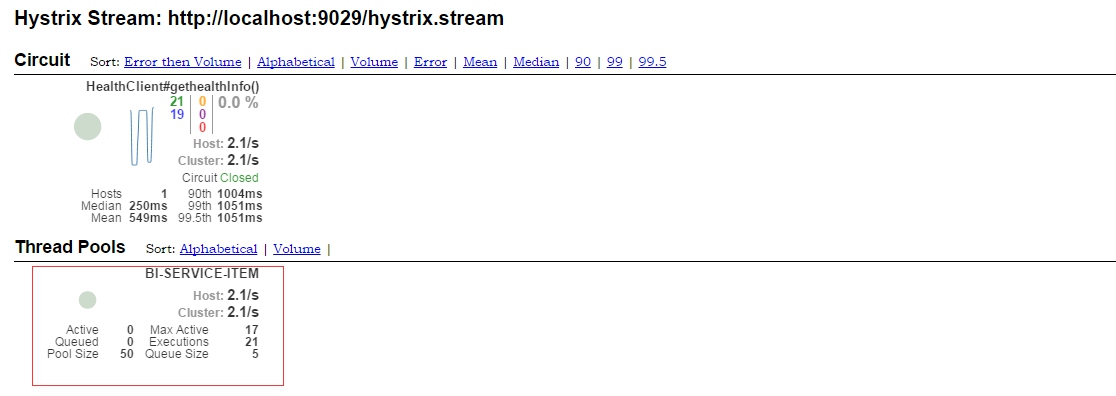 Hystrix Stream: http://localhost:9029/hystrix.stream
Circuit Sort: Error then Volume | Alphabetical | Volume | Error | Mean | Median | 90 | 99 | 99.5
HealthClient#gethealthInfo()
21 0 0.0 %
19 0
0
Host: 2.1/s
Cluster: 2.1/s
Circuit Closed
Hosts 1 90th 1004ms
Median 250ms 99th 1051ms
Mean 549ms 99.5th 1051ms
Thread Pools Sort: Alphabetical | Volume |
BI-SERVICE-ITEM
Host: 2.1/s
Cluster: 2.1/s
Active 0 Max Active 17
Queued 0 Executions 21
Pool Size 50 Queue Size 5